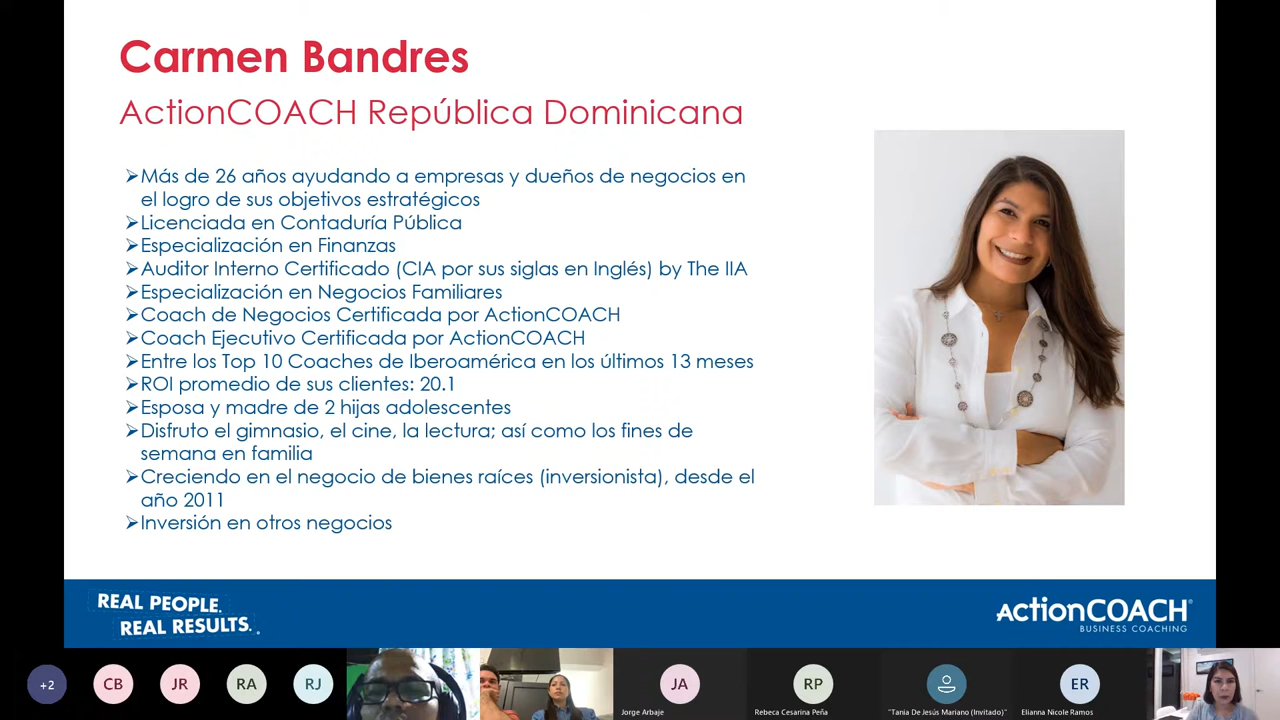 Carmen Bandres
ActionCOACH República Dominicana
➢Más de 26 años ayudando a empresas y dueños de negocios en
el logro de sus objetivos estratégicos
➢Licenciada en Contaduría Pública
➢Especialización en Finanzas
➢Auditor Interno Certificado (CIA por sus siglas en Inglés) by The IIA
➢Especialización en Negocios Familiares
➢Coach de Negocios Certificada por ActionCOACH
➢Coach Ejecutivo Certificada por ActionCOACH
➢Entre los Top 10 Coaches de Iberoamérica en los últimos 13 meses
➢ROI promedio de sus clientes: 20.1
➢Esposa y madre de 2 hijas adolescentes
➢Disfruto el gimnasio, el cine, la lectura; así como los fines de
semana en familia
➢Creciendo en el negocio de bienes raíces (inversionista), desde el
año 2011
➢Inversión en otros negocios
REAL PEOPLE.
REAL RESULTS.
ActionCOACH®
BUSINESS COACHING
+2
CB
JR
RA
RJ
JA
Jorge Arbaje
RP
Rebeca Cesarina Peña
"Tania De Jesús Mariano (Invitado)"
ER
Elianna Nicole Ramos